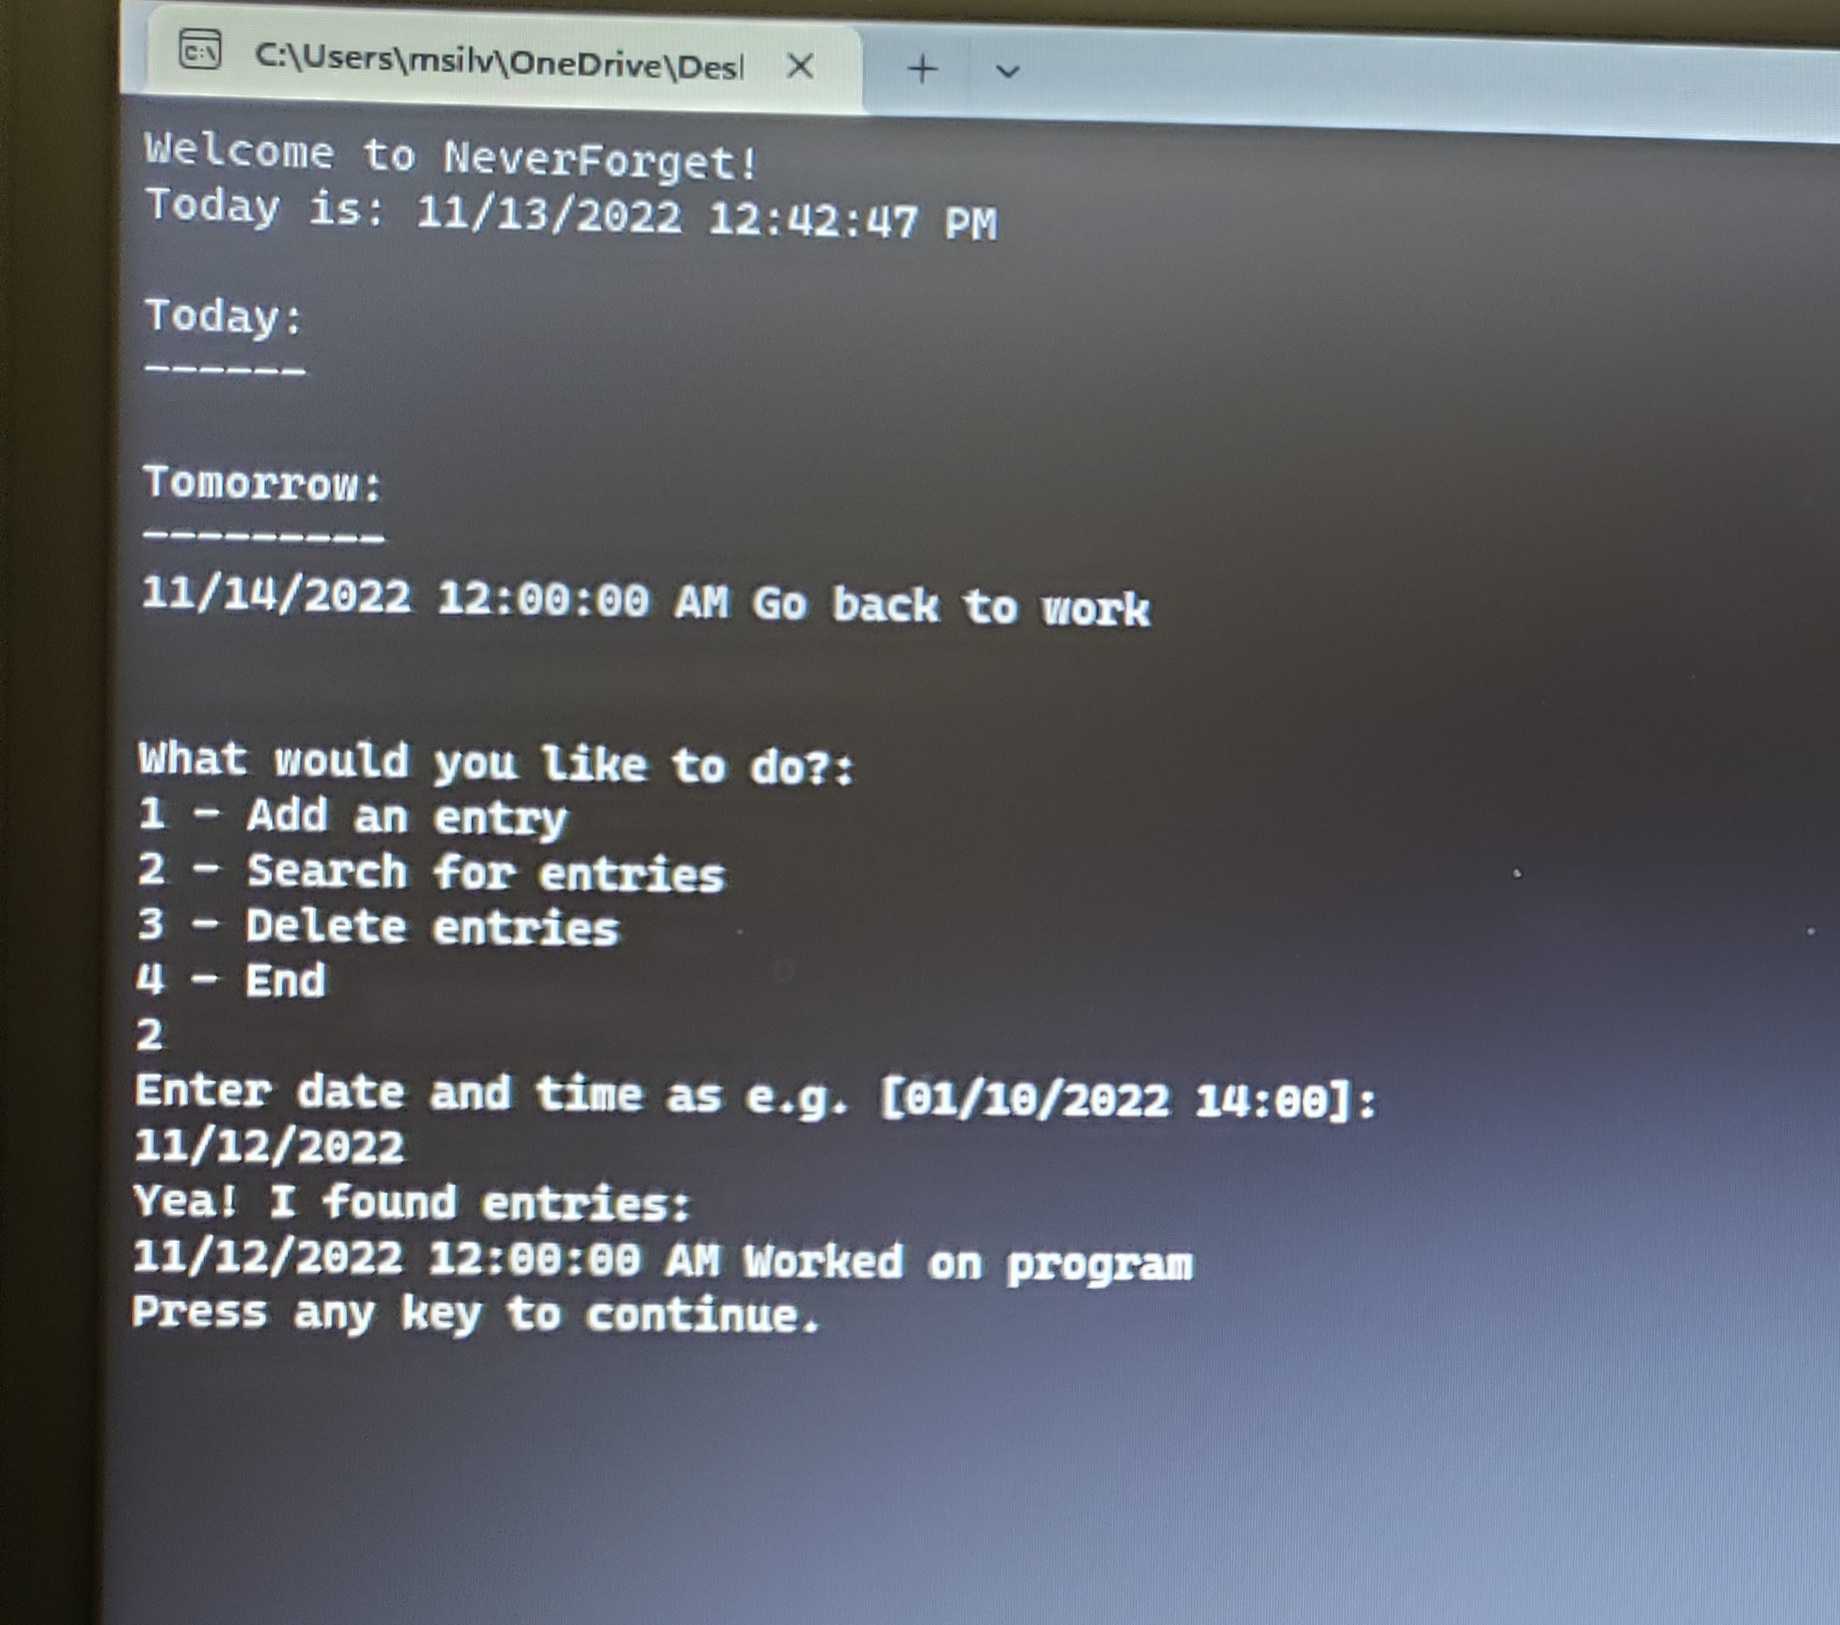 C:\Users\msilv\OneDrive\Desl
Welcome to NeverForget!
Today is: 11/13/2022 12:42:47 PM
Today:
------
Tomorrow:
---------
11/14/2022 12:00:00 AM Go back to work
What would you like to do?:
1 - Add an entry
2 - Search for entries
3 - Delete entries
4 - End
2
Enter date and time as e.g. [01/10/2022 14:00]:
11/12/2022
Yea! I found entries:
11/12/2022 12:00:00 AM Worked on program
Press any key to continue.